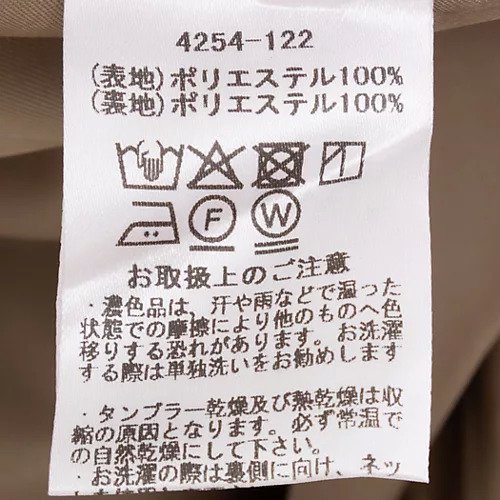 4254-122
(表地)ポリエステル100%
(裏地)ポリエステル100%
F W
お取扱上のご注意
・濃色品は、汗や雨などで湿った
状態での摩擦により他のものへ色
移りする恐れがあります。お洗濯
する際は単独洗いをお勧めします
・タンブラー乾燥及び熱乾燥は収
縮の原因となります。必ず常温で
の自然乾燥にして下さい。
・お洗濯の際は裏側に向け、ネッ